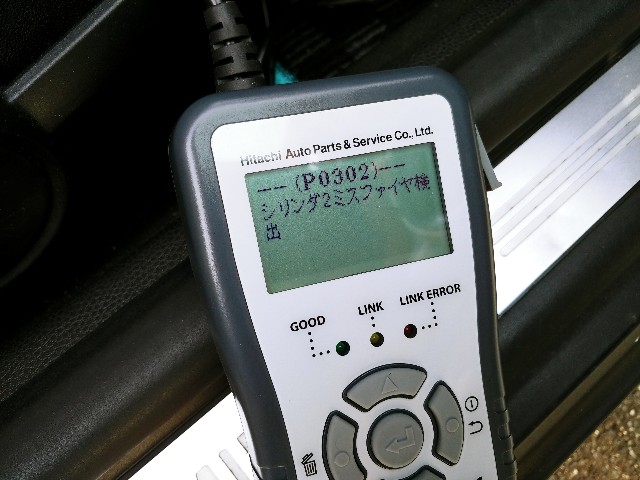 Hitachi Auto Parts & Service Co., Ltd.
-- (P0302)--
シリンダ2ミスファイヤ検
出
GOOD
LINK
LINK ERROR